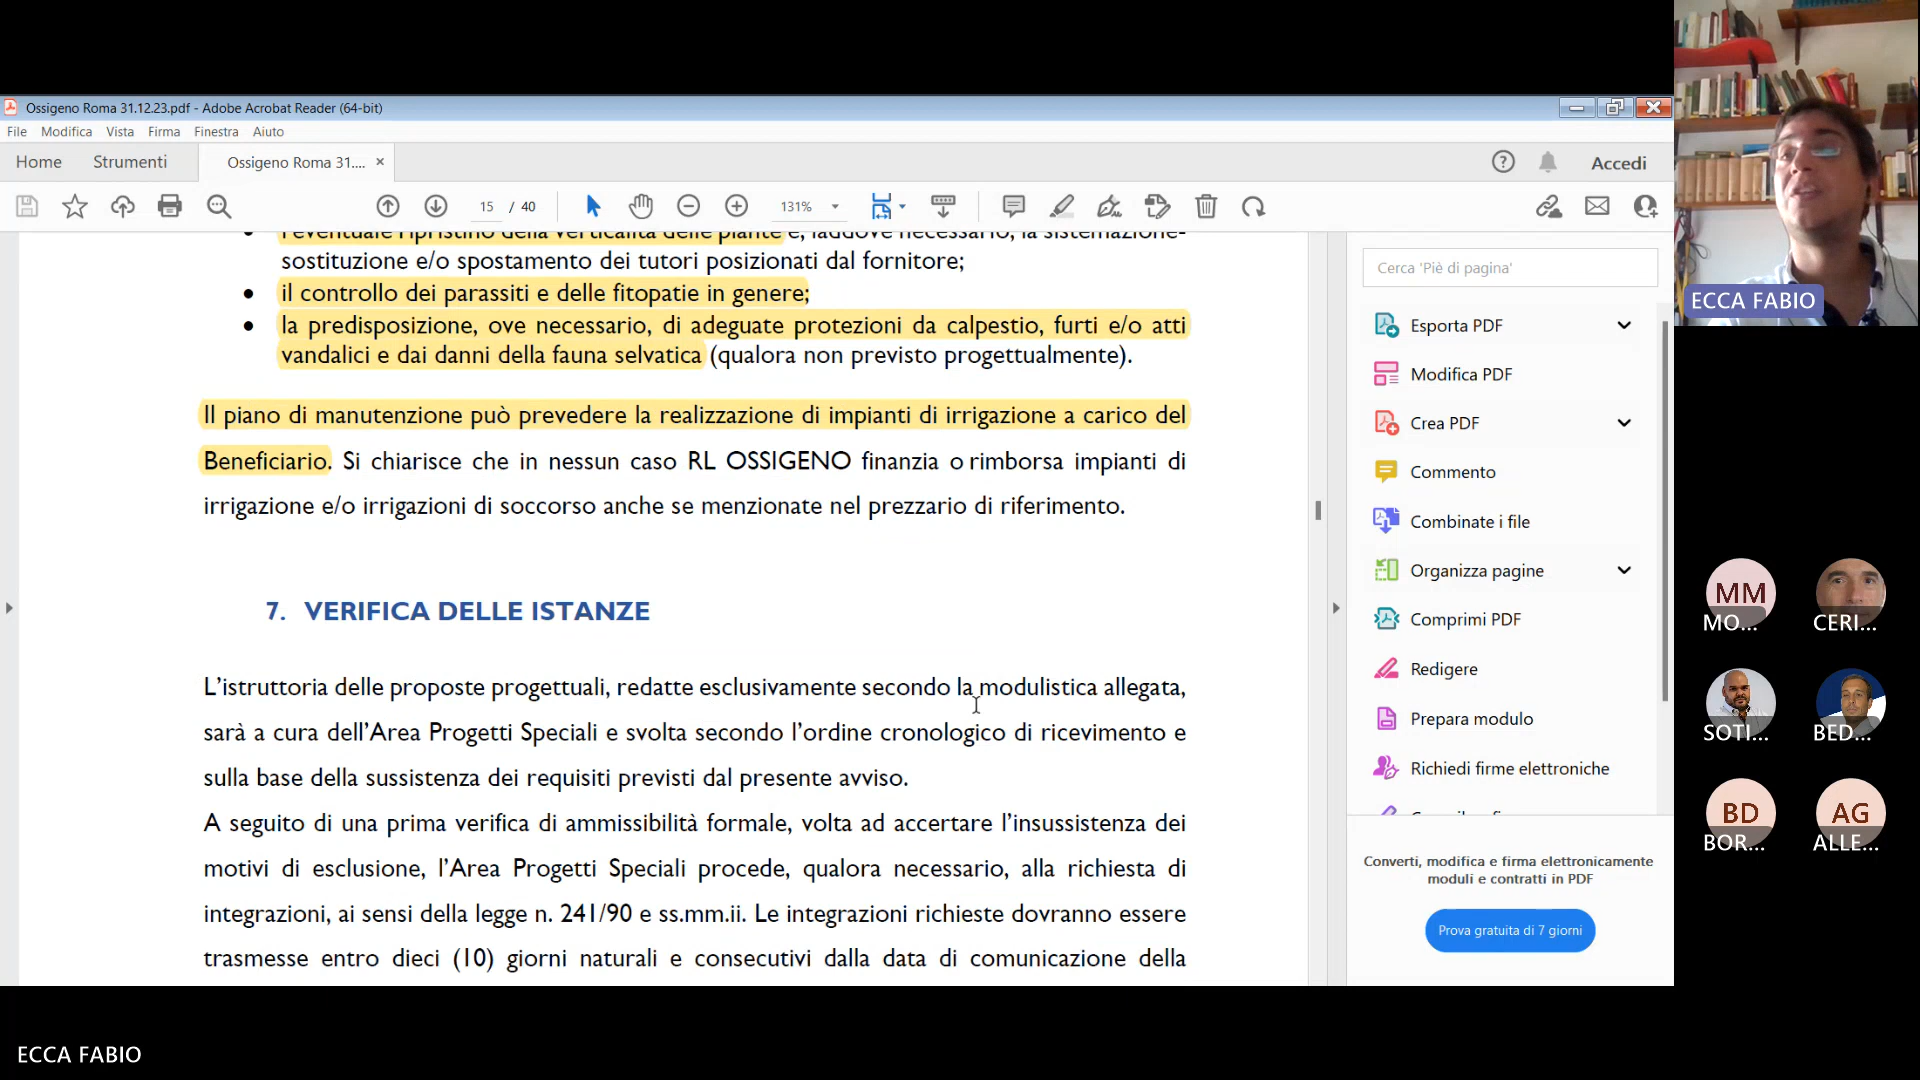 Ossigeno Roma 31.12.23.pdf - Adobe Acrobat Reader (64-bit)
File Modifica Vista Firma Finestra Aiuto
Home Strumenti Ossigeno Roma 31.... × Accedi
15 / 40 131%
l'eventuale ripristino della verticalità delle piante e, laddove necessario, la sistemazione-
sostituzione e/o spostamento dei tutori posizionati dal fornitore;
• il controllo dei parassiti e delle fitopatie in genere;
• la predisposizione, ove necessario, di adeguate protezioni da calpestio, furti e/o atti
vandalici e dai danni della fauna selvatica (qualora non previsto progettualmente).
Il piano di manutenzione può prevedere la realizzazione di impianti di irrigazione a carico del
Beneficiario. Si chiarisce che in nessun caso RL OSSIGENO finanzia o rimborsa impianti di
irrigazione e/o irrigazioni di soccorso anche se menzionate nel prezzario di riferimento.
7. VERIFICA DELLE ISTANZE
L'istruttoria delle proposte progettuali, redatte esclusivamente secondo la modulistica allegata,
sarà a cura dell'Area Progetti Speciali e svolta secondo l'ordine cronologico di ricevimento e
sulla base della sussistenza dei requisiti previsti dal presente avviso.
A seguito di una prima verifica di ammissibilità formale, volta ad accertare l'insussistenza dei
motivi di esclusione, l'Area Progetti Speciali procede, qualora necessario, alla richiesta di
integrazioni, ai sensi della legge n. 241/90 e ss.mm.ii. Le integrazioni richieste dovranno essere
trasmesse entro dieci (10) giorni naturali e consecutivi dalla data di comunicazione della
Cerca 'Piè di pagina'
Esporta PDF
Modifica PDF
Crea PDF
Commento
Combinate i file
Organizza pagine
Comprimi PDF
Redigere
Prepara modulo
Richiedi firme elettroniche
Converti, modifica e firma elettronicamente
moduli e contratti in PDF
Prova gratuita di 7 giorni
ECCA FABIO
MM
MO...
CERI...
SOTI...
BED...
BD
BOR...
AG
ALLE...
ECCA FABIO